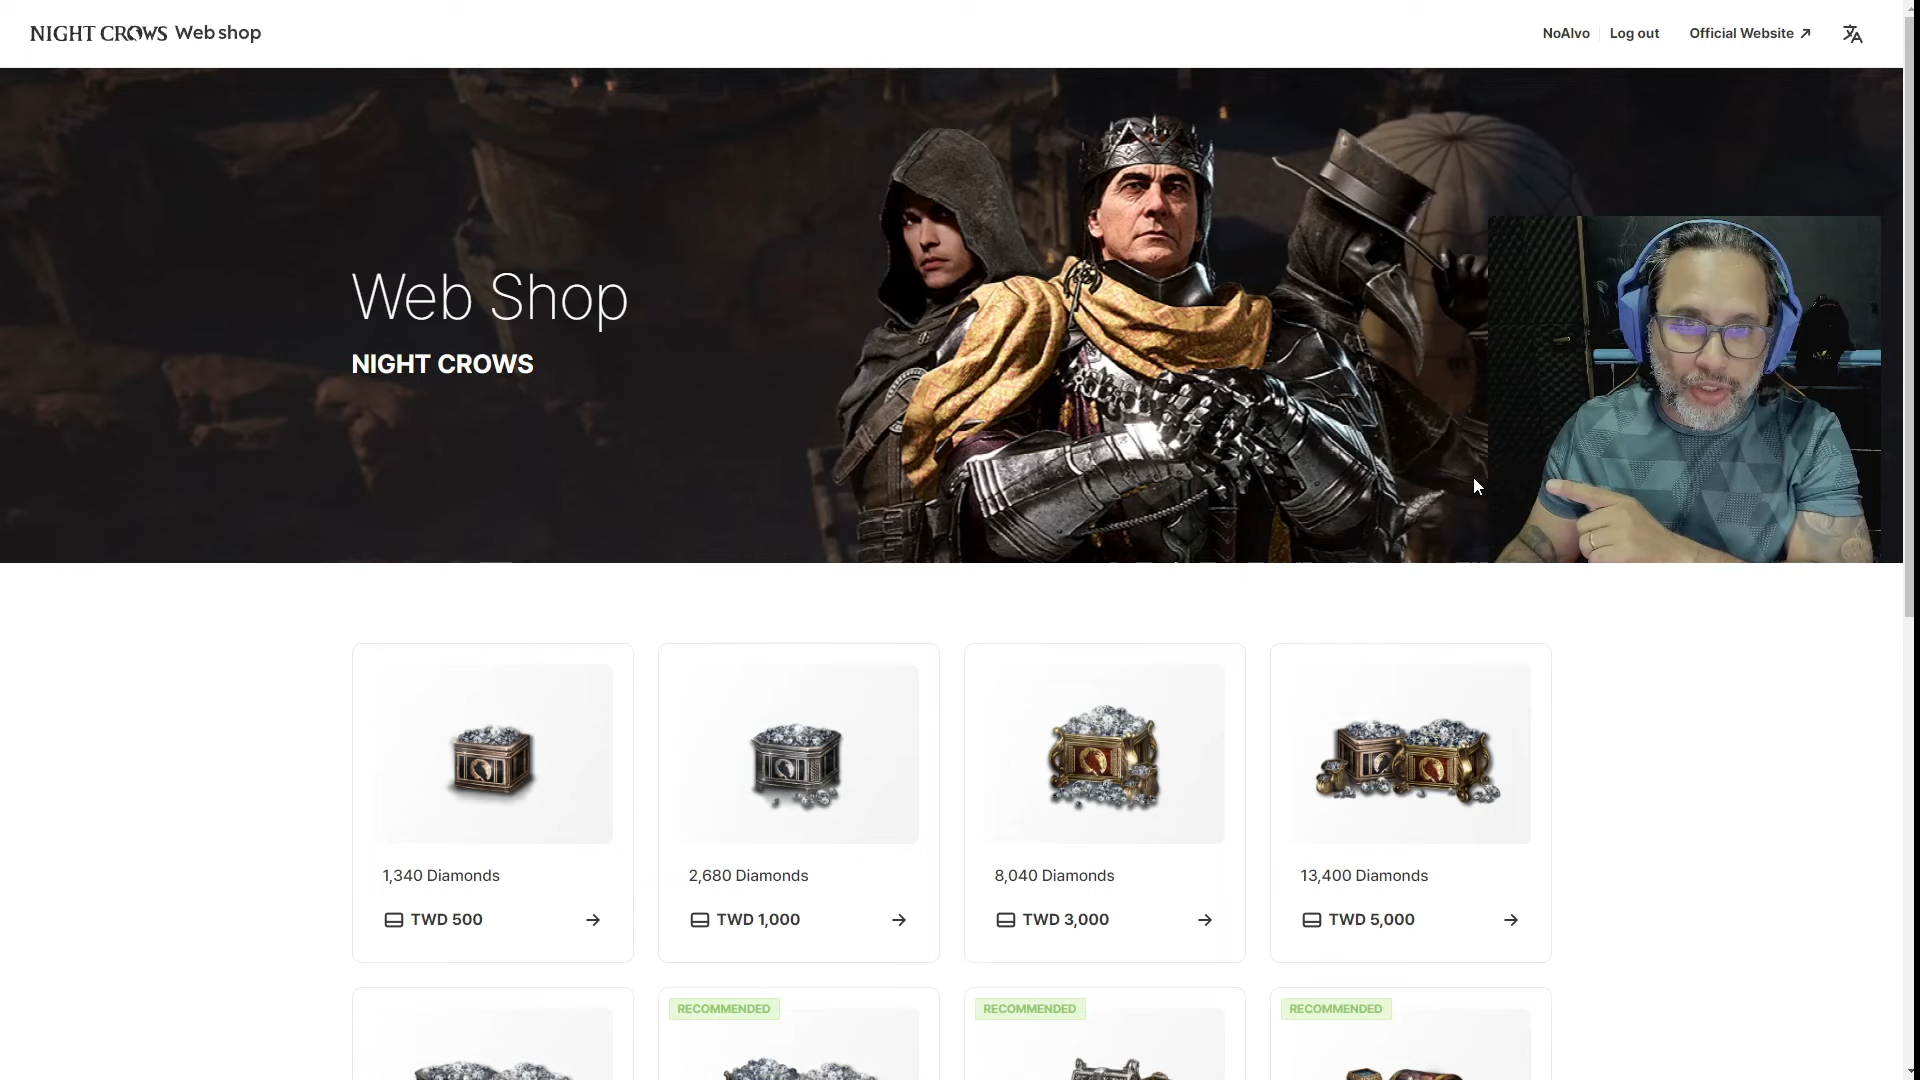 NIGHT CROWS Web shop
NoAlvo
Log out
Official Website
Web Shop
NIGHT CROWS
1,340 Diamonds
TWD 500
2,680 Diamonds
TWD 1,000
8,040 Diamonds
TWD 3,000
13,400 Diamonds
TWD 5,000
RECOMMENDED
RECOMMENDED
RECOMMENDED